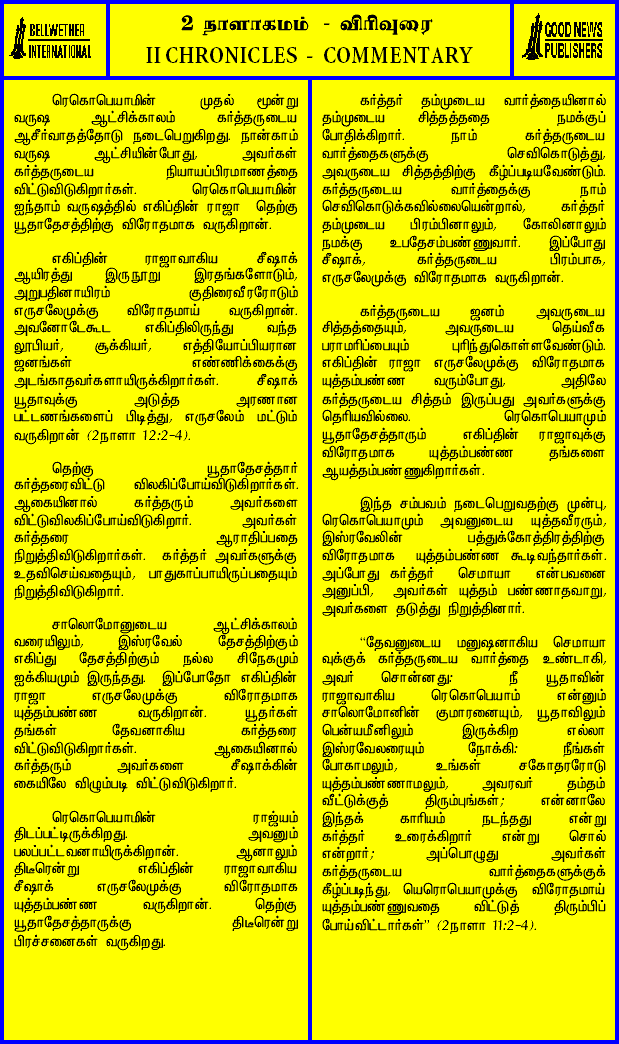 BELLWETHER
INTERNATIONAL
2 நாளாகமம் - விரிவுரை
II CHRONICLES - COMMENTARY
GOOD NEWS
PUBLISHERS
ரெகொபெயாமின் முதல் மூன்று
வருஷ ஆட்சிக்காலம் கர்த்தருடைய
ஆசீர்வாதத்தோடு நடைபெறுகிறது. நான்காம்
வருஷ ஆட்சியின்போது, அவர்கள்
கர்த்தருடைய நியாயப்பிரமாணத்தை
விட்டுவிடுகிறார்கள். ரெகொபெயாமின்
ஐந்தாம் வருஷத்தில் எகிப்தின் ராஜா தெற்கு
யூதாதேசத்திற்கு விரோதமாக வருகிறான்.
எகிப்தின் ராஜாவாகிய சீஷாக்
ஆயிரத்து இருநூறு இரதங்களோடும்,
அறுபதினாயிரம் குதிரைவீரரோடும்
எருசலேமுக்கு விரோதமாய் வருகிறான்.
அவனோடேகூட எகிப்திலிருந்து வந்த
லூபியர், சூக்கியர், எத்தியோப்பியரான
ஜனங்கள் எண்ணிக்கைக்கு
அடங்காதவர்களாயிருக்கிறார்கள். சீஷாக்
யூதாவுக்கு அடுத்த அரணான
பட்டணங்களைப் பிடித்து, எருசலேம் மட்டும்
வருகிறான் (2நாளா 12:2-4).
தெற்கு யூதாதேசத்தார்
கர்த்தரைவிட்டு விலகிப்போய்விடுகிறார்கள்.
ஆகையினால் கர்த்தரும் அவர்களை
விட்டுவிலகிப்போய்விடுகிறார். அவர்கள்
கர்த்தரை ஆராதிப்பதை
நிறுத்திவிடுகிறார்கள். கர்த்தர் அவர்களுக்கு
உதவிசெய்வதையும், பாதுகாப்பாயிருப்பதையும்
நிறுத்திவிடுகிறார்.
சாலொமோனுடைய ஆட்சிக்காலம்
வரையிலும், இஸ்ரவேல் தேசத்திற்கும்
எகிப்து தேசத்திற்கும் நல்ல சிநேகமும்
ஐக்கியமும் இருந்தது. இப்போதோ எகிப்தின்
ராஜா எருசலேமுக்கு விரோதமாக
யுத்தம்பண்ண வருகிறான். யூதர்கள்
தங்கள் தேவனாகிய கர்த்தரை
விட்டுவிடுகிறார்கள். ஆகையினால்
கர்த்தரும் அவர்களை சீஷாக்கின்
கையிலே விழும்படி விட்டுவிடுகிறார்.
ரெகொபெயாமின் ராஜ்யம்
திடப்பட்டிருக்கிறது. அவனும்
பலப்பட்டவனாயிருக்கிறான். ஆனாலும்
திடீரென்று எகிப்தின் ராஜாவாகிய
சீஷாக் எருசலேமுக்கு விரோதமாக
யுத்தம்பண்ண வருகிறான். தெற்கு
யூதாதேசத்தாருக்கு திடீரென்று
பிரச்சனைகள் வருகிறது.
கர்த்தர் தம்முடைய வார்த்தையினால்
தம்முடைய சித்தத்ததை நமக்குப்
போதிக்கிறார். நாம் கர்த்தருடைய
வார்த்தைகளுக்கு செவிகொடுத்து,
அவருடைய சித்தத்திற்கு கீழ்ப்படியவேண்டும்.
கர்த்தருடைய வார்த்தைக்கு நாம்
செவிகொடுக்கவில்லையென்றால், கர்த்தர்
தம்முடைய பிரம்பினாலும், கோலினாலும்
நமக்கு உபதேசம்பண்ணுவார். இப்போது
சீஷாக், கர்த்தருடைய பிரம்பாக,
எருசலேமுக்கு விரோதமாக வருகிறான்.
கர்த்தருடைய ஜனம் அவருடைய
சித்தத்தையும், அவருடைய தெய்வீக
பராமரிப்பையும் புரிந்துகொள்ளவேண்டும்.
எகிப்தின் ராஜா எருசலேமுக்கு விரோதமாக
யுத்தம்பண்ண வரும்போது, அதிலே
கர்த்தருடைய சித்தம் இருப்பது அவர்களுக்கு
தெரியவில்லை. ரெகொபெயாமும்
யூதாதேசத்தாரும் எகிப்தின் ராஜாவுக்கு
விரோதமாக யுத்தம்பண்ண தங்களை
ஆயத்தம்பண்ணுகிறார்கள்.
இந்த சம்பவம் நடைபெறுவதற்கு முன்பு,
ரெகொபெயாமும் அவனுடைய யுத்தவீரரும்,
இஸ்ரவேலின் பத்துக்கோத்திரத்திற்கு
விரோதமாக யுத்தம்பண்ண கூடிவந்தார்கள்.
அப்போது கர்த்தர் செமாயா என்பவனை
அனுப்பி, அவர்கள் யுத்தம் பண்ணாதவாறு,
அவர்களை தடுத்து நிறுத்தினார்.
“தேவனுடைய மனுஷனாகிய செமாயா
வுக்குக் கர்த்தருடைய வார்த்தை உண்டாகி,
அவர் சொன்னது: நீ யூதாவின்
ராஜாவாகிய ரெகொபெயாம் என்னும்
சாலொமோனின் குமாரனையும், யூதாவிலும்
பென்யமீனிலும் இருக்கிற எல்லா
இஸ்ரவேலரையும் நோக்கி: நீங்கள்
போகாமலும், உங்கள் சகோதரரோடு
யுத்தம்பண்ணாமலும், அவரவர் தம்தம்
வீட்டுக்குத் திரும்புங்கள்; என்னாலே
இந்தக் காரியம் நடந்தது என்று
கர்த்தர் உரைக்கிறார் என்று சொல்
என்றார்; அப்பொழுது அவர்கள்
கர்த்தருடைய வார்த்தைகளுக்குக்
கீழ்ப்படிந்து, யெரொபெயாமுக்கு விரோதமாய்
யுத்தம்பண்ணுவதை விட்டுத் திரும்பிப்
போய்விட்டார்கள்” (2நாளா 11:2-4).